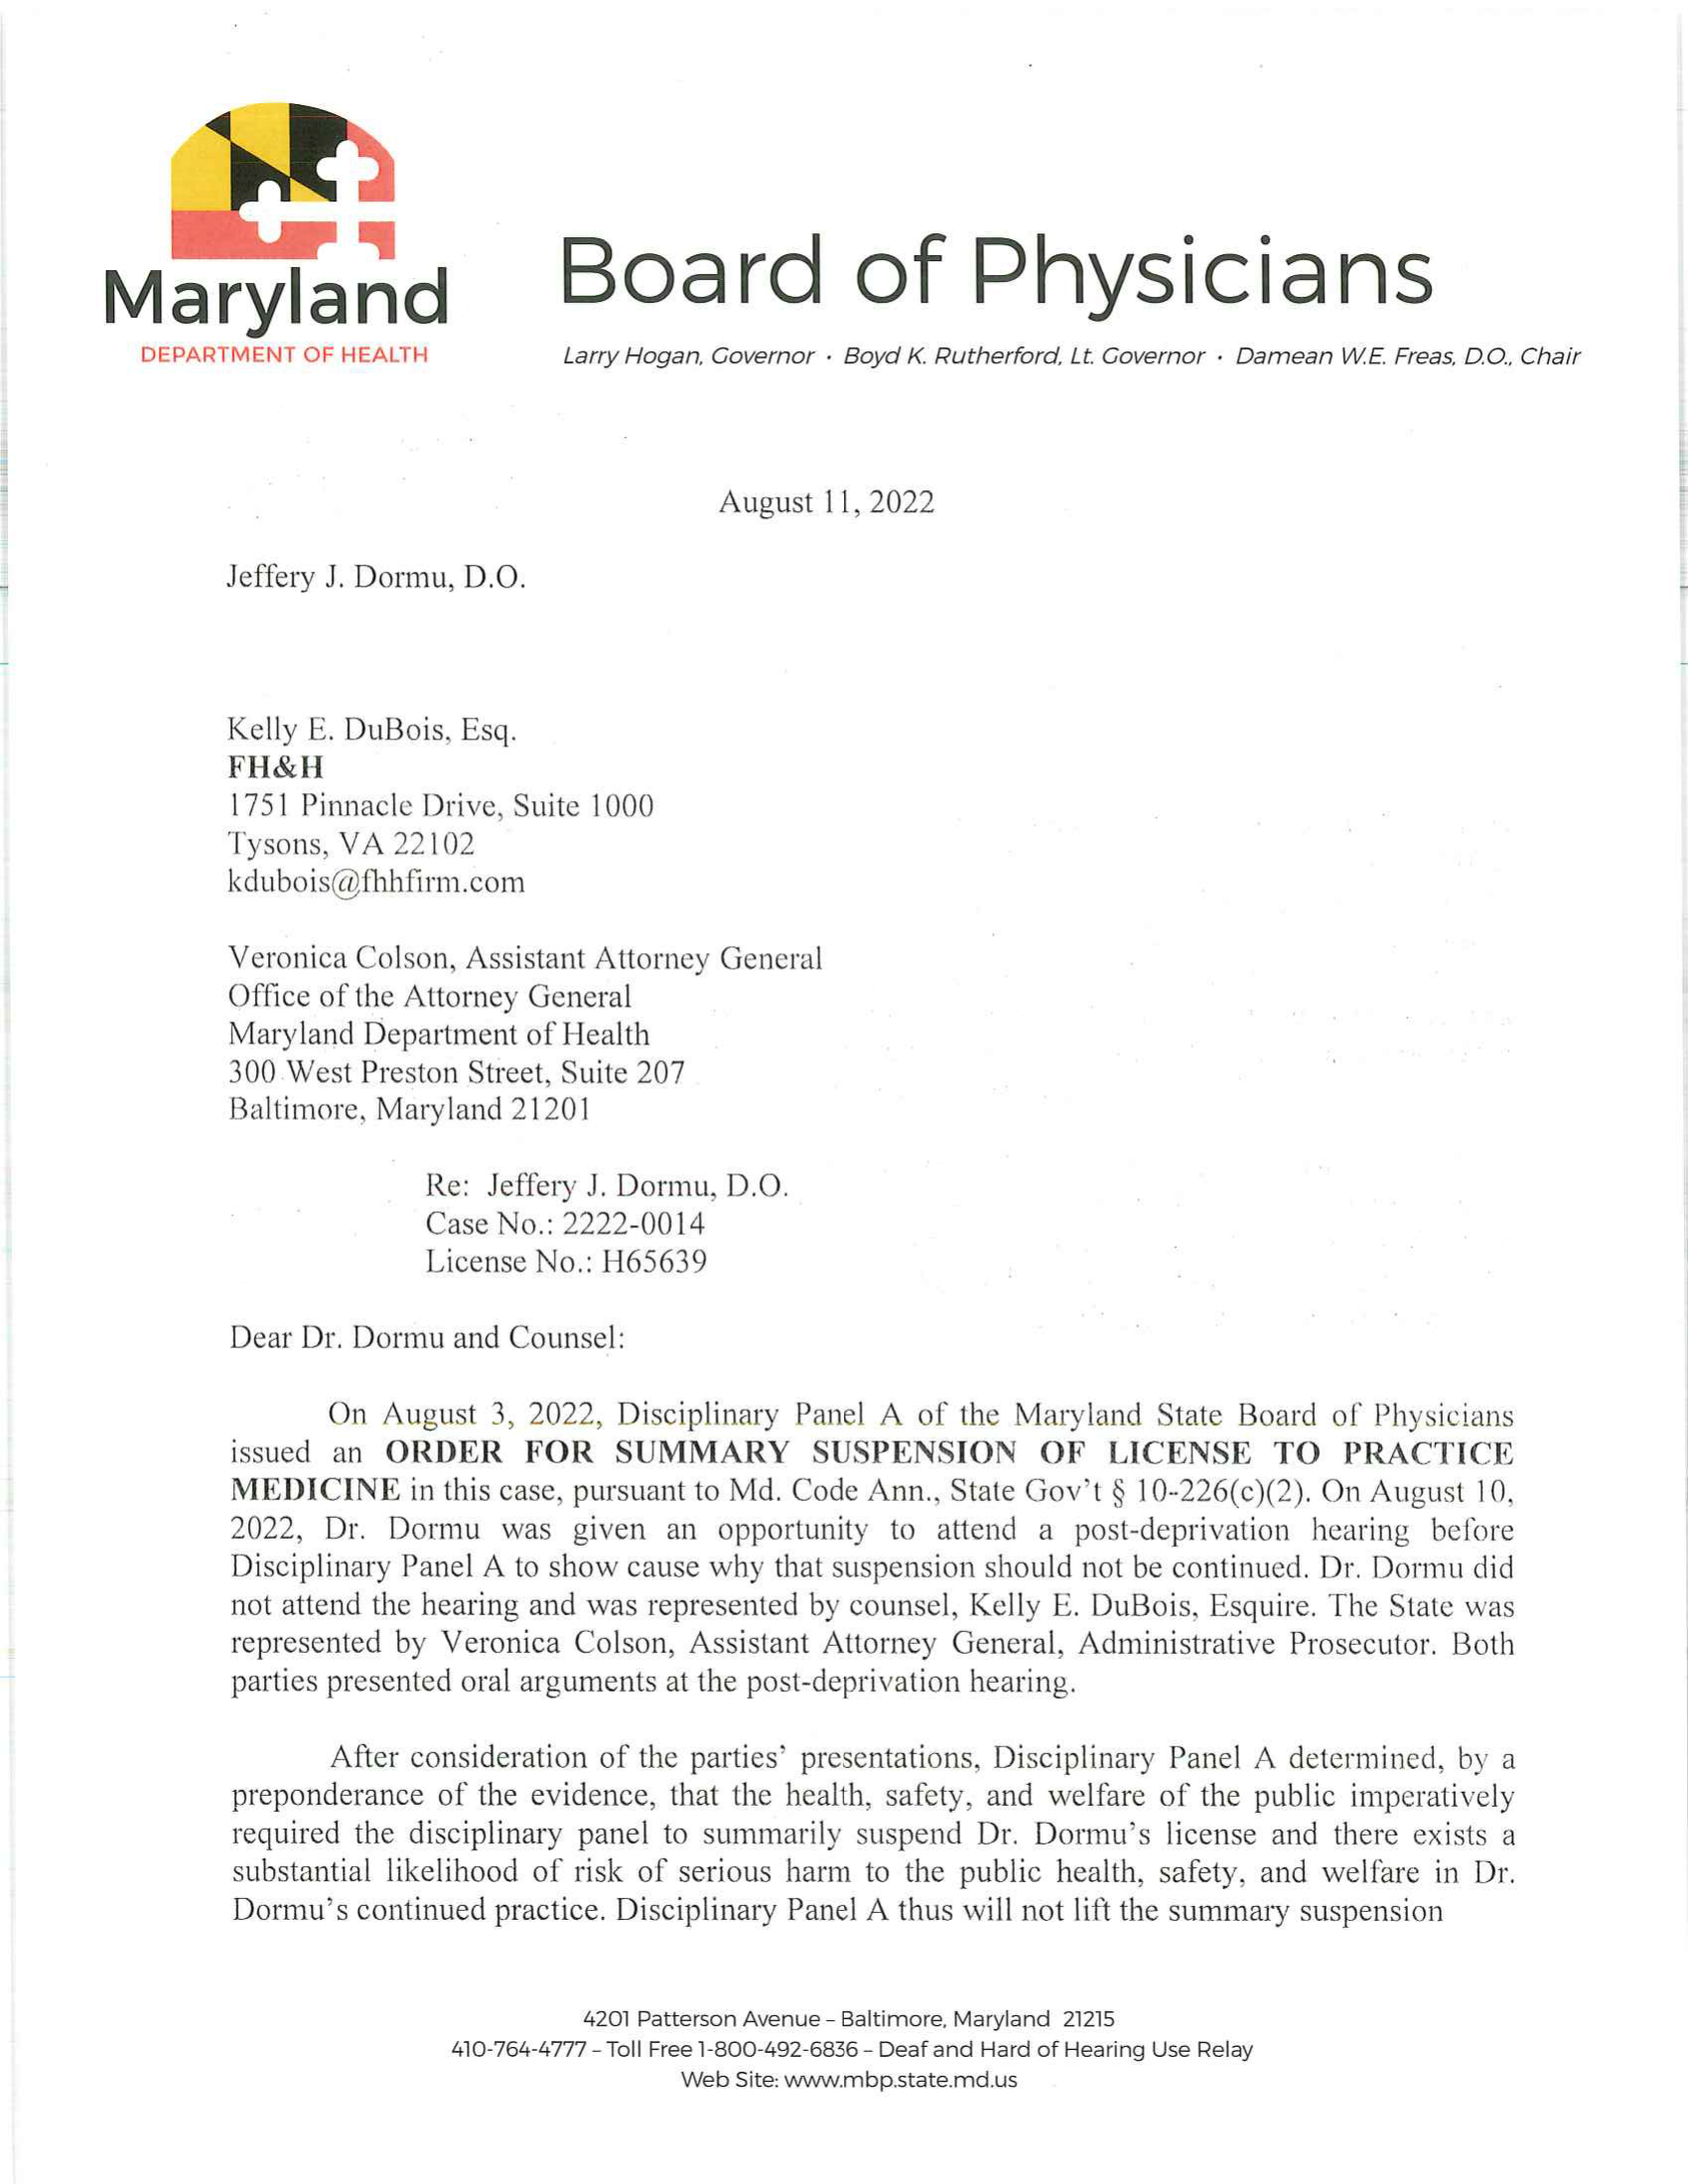 Maryland
DEPARTMENT OF HEALTH
Board of Physicians
Larry Hogan, Governor · Boyd K. Rutherford, Lt. Governor · Damean W.E. Freas, D.O., Chair
August 11, 2022
Jeffery J. Dormu, D.O.
Kelly E. DuBois, Esq.
FH&H
1751 Pinnacle Drive, Suite 1000
Tysons, VA 22102
kdubois@fhhfirm.com
Veronica Colson, Assistant Attorney General
Office of the Attorney General
Maryland Department of Health
300 West Preston Street, Suite 207
Baltimore, Maryland 21201
Re: Jeffery J. Dormu, D.O.
Case No.: 2222-0014
License No.: H65639
Dear Dr. Dormu and Counsel:
On August 3, 2022, Disciplinary Panel A of the Maryland State Board of Physicians
issued an ORDER FOR SUMMARY SUSPENSION OF LICENSE TO PRACTICE
MEDICINE in this case, pursuant to Md. Code Ann., State Gov't § 10-226(c)(2). On August 10,
2022, Dr. Dormu was given an opportunity to attend a post-deprivation hearing before
Disciplinary Panel A to show cause why that suspension should not be continued. Dr. Dormu did
not attend the hearing and was represented by counsel, Kelly E. DuBois, Esquire. The State was
represented by Veronica Colson, Assistant Attorney General, Administrative Prosecutor. Both
parties presented oral arguments at the post-deprivation hearing.
After consideration of the parties' presentations, Disciplinary Panel A determined, by a
preponderance of the evidence, that the health, safety, and welfare of the public imperatively
required the disciplinary panel to summarily suspend Dr. Dormu's license and there exists a
substantial likelihood of risk of serious harm to the public health, safety, and welfare in Dr.
Dormu's continued practice. Disciplinary Panel A thus will not lift the summary suspension
4201 Patterson Avenue – Baltimore, Maryland 21215
410-764-4777 – Toll Free 1-800-492-6836 – Deaf and Hard of Hearing Use Relay
Web Site: www.mbp.state.md.us